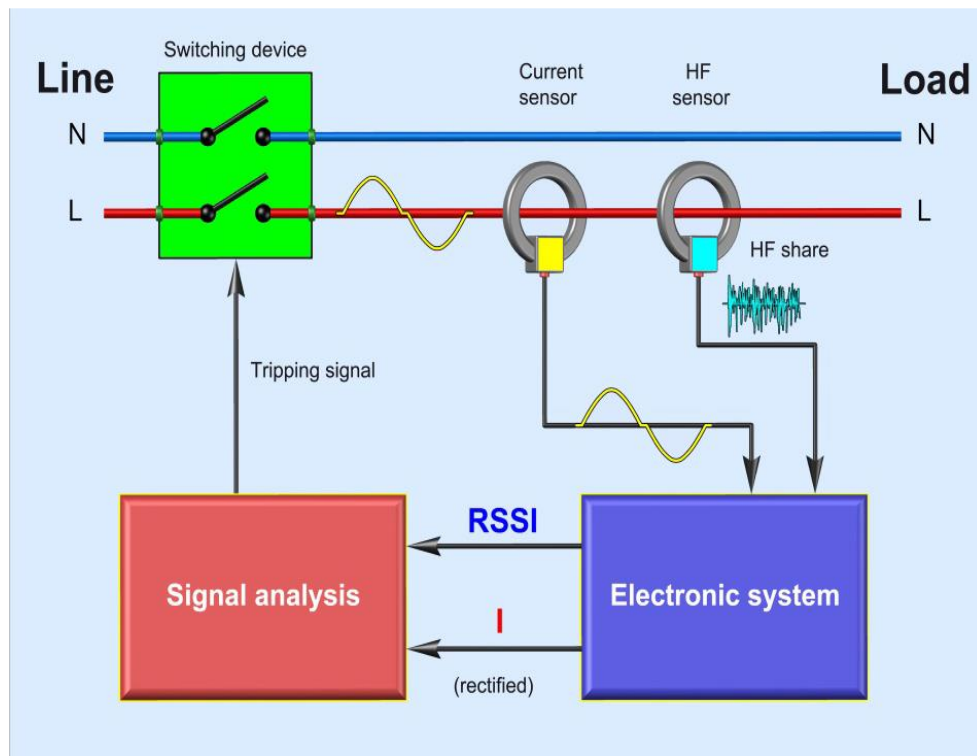 Switching device
Line
Current
sensor
HF
sensor
Load
N
N
L
L
HF share
Tripping signal
RSSI
Signal analysis
Electronic system
I
(rectified)